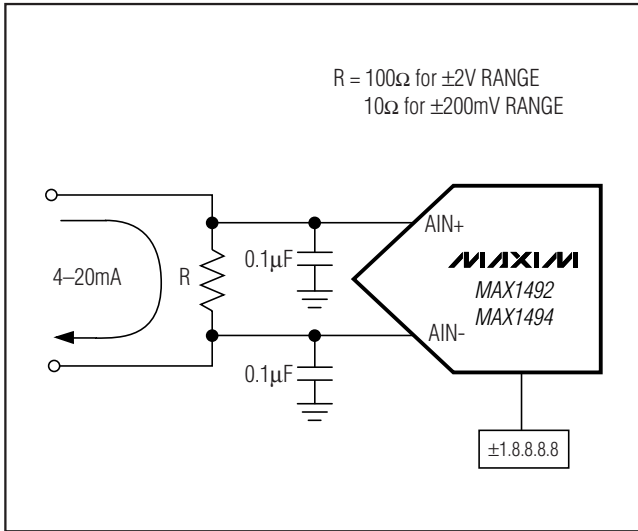 R = 100Ω for ±2V RANGE
10Ω for ±200mV RANGE
AIN+
0.1µF
MAXIM
4–20mA
R
MAX1492
MAX1494
AIN-
0.1µF
±1.8.8.8.8